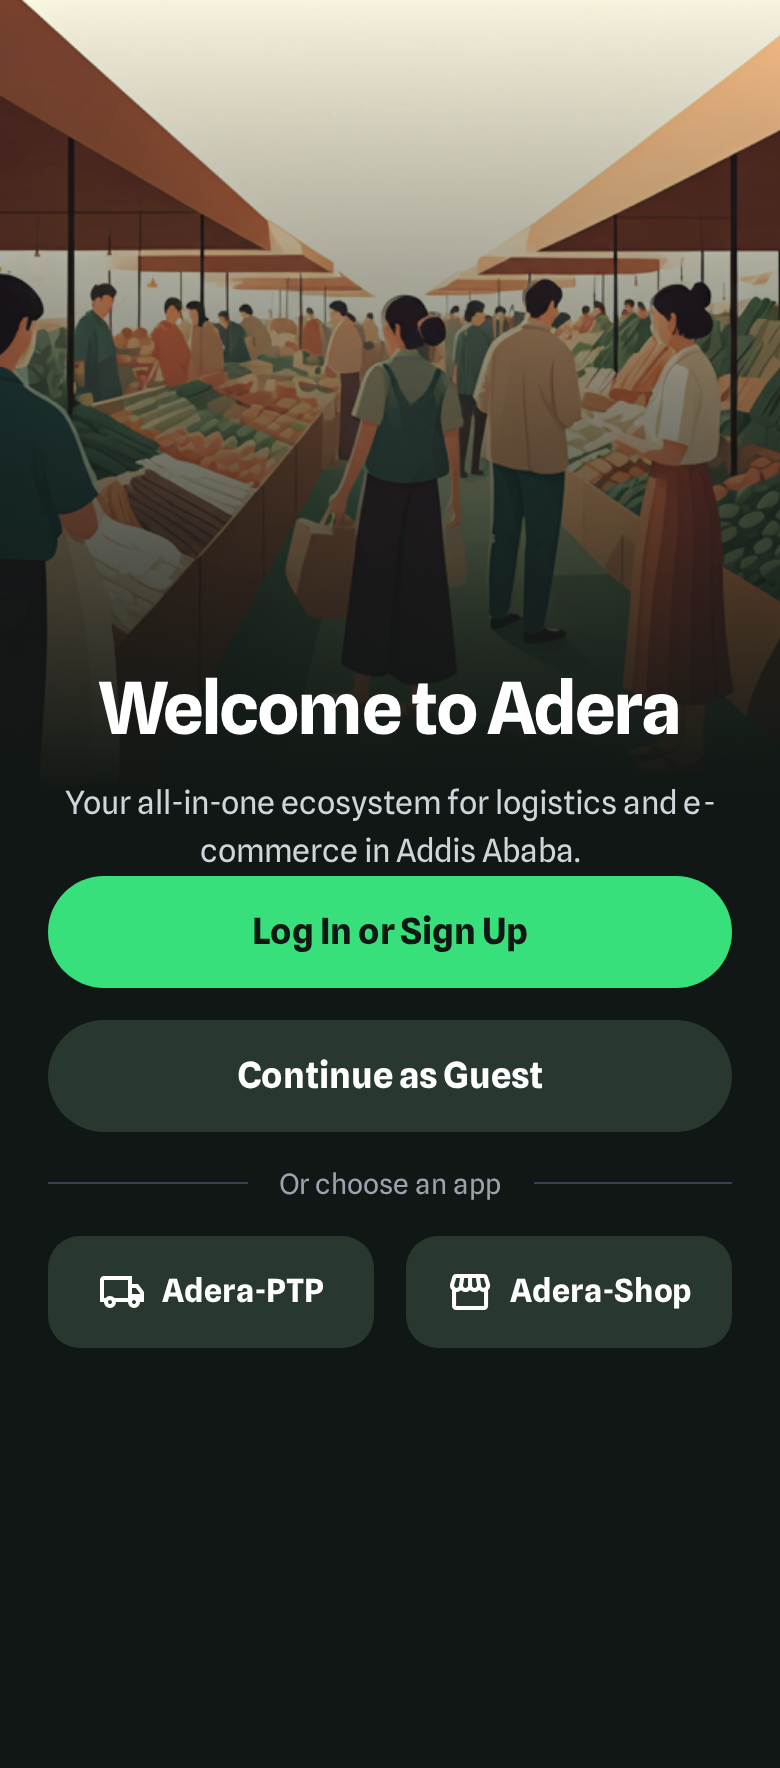 Welcome to Adera
Your all-in-one ecosystem for logistics and e-
commerce in Addis Ababa.
Log In or Sign Up
Continue as Guest
Or choose an app
Adera-PTP
Adera-Shop